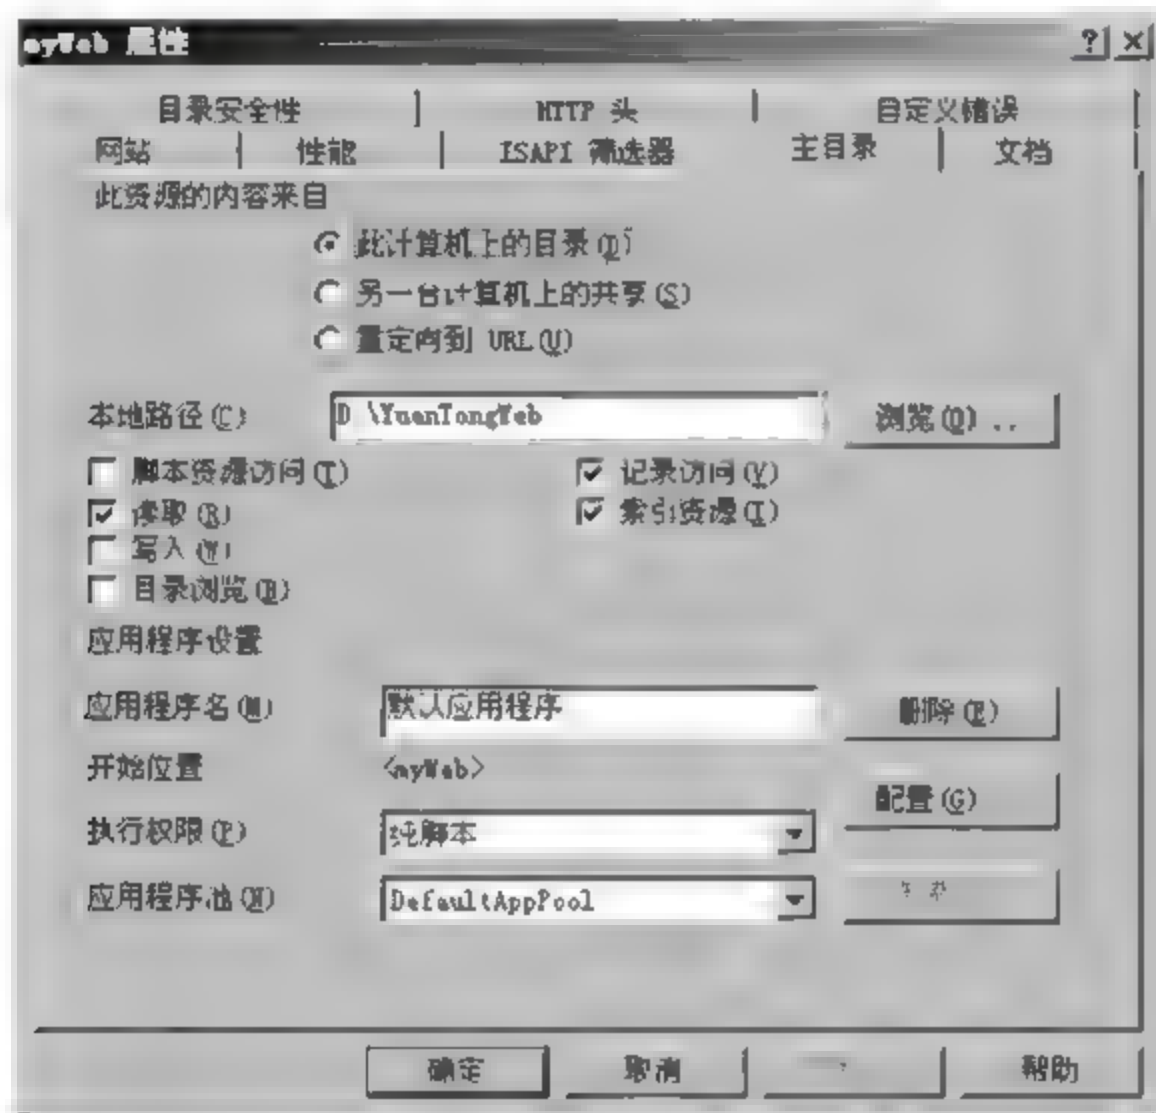 myWeb 属性
目录安全性 HTTP 头 自定义错误
网站 性能 ISAPI 筛选器 主目录 文档
此资源的内容来自
此计算机上的目录(D)
另一台计算机上的共享(S)
重定向到 URL(U)
本地路径(C) D \YuanTongWeb 浏览(O) ..
脚本资源访问(T) 记录访问(V)
读取(R) 索引资源(I)
写入(W)
目录浏览(B)
应用程序设置
应用程序名(M) 默认应用程序 删除(E)
开始位置 <myWeb>
配置(G)
执行权限(P) 纯脚本
应用程序池(N) DefaultAppPool
确定 取消 帮助